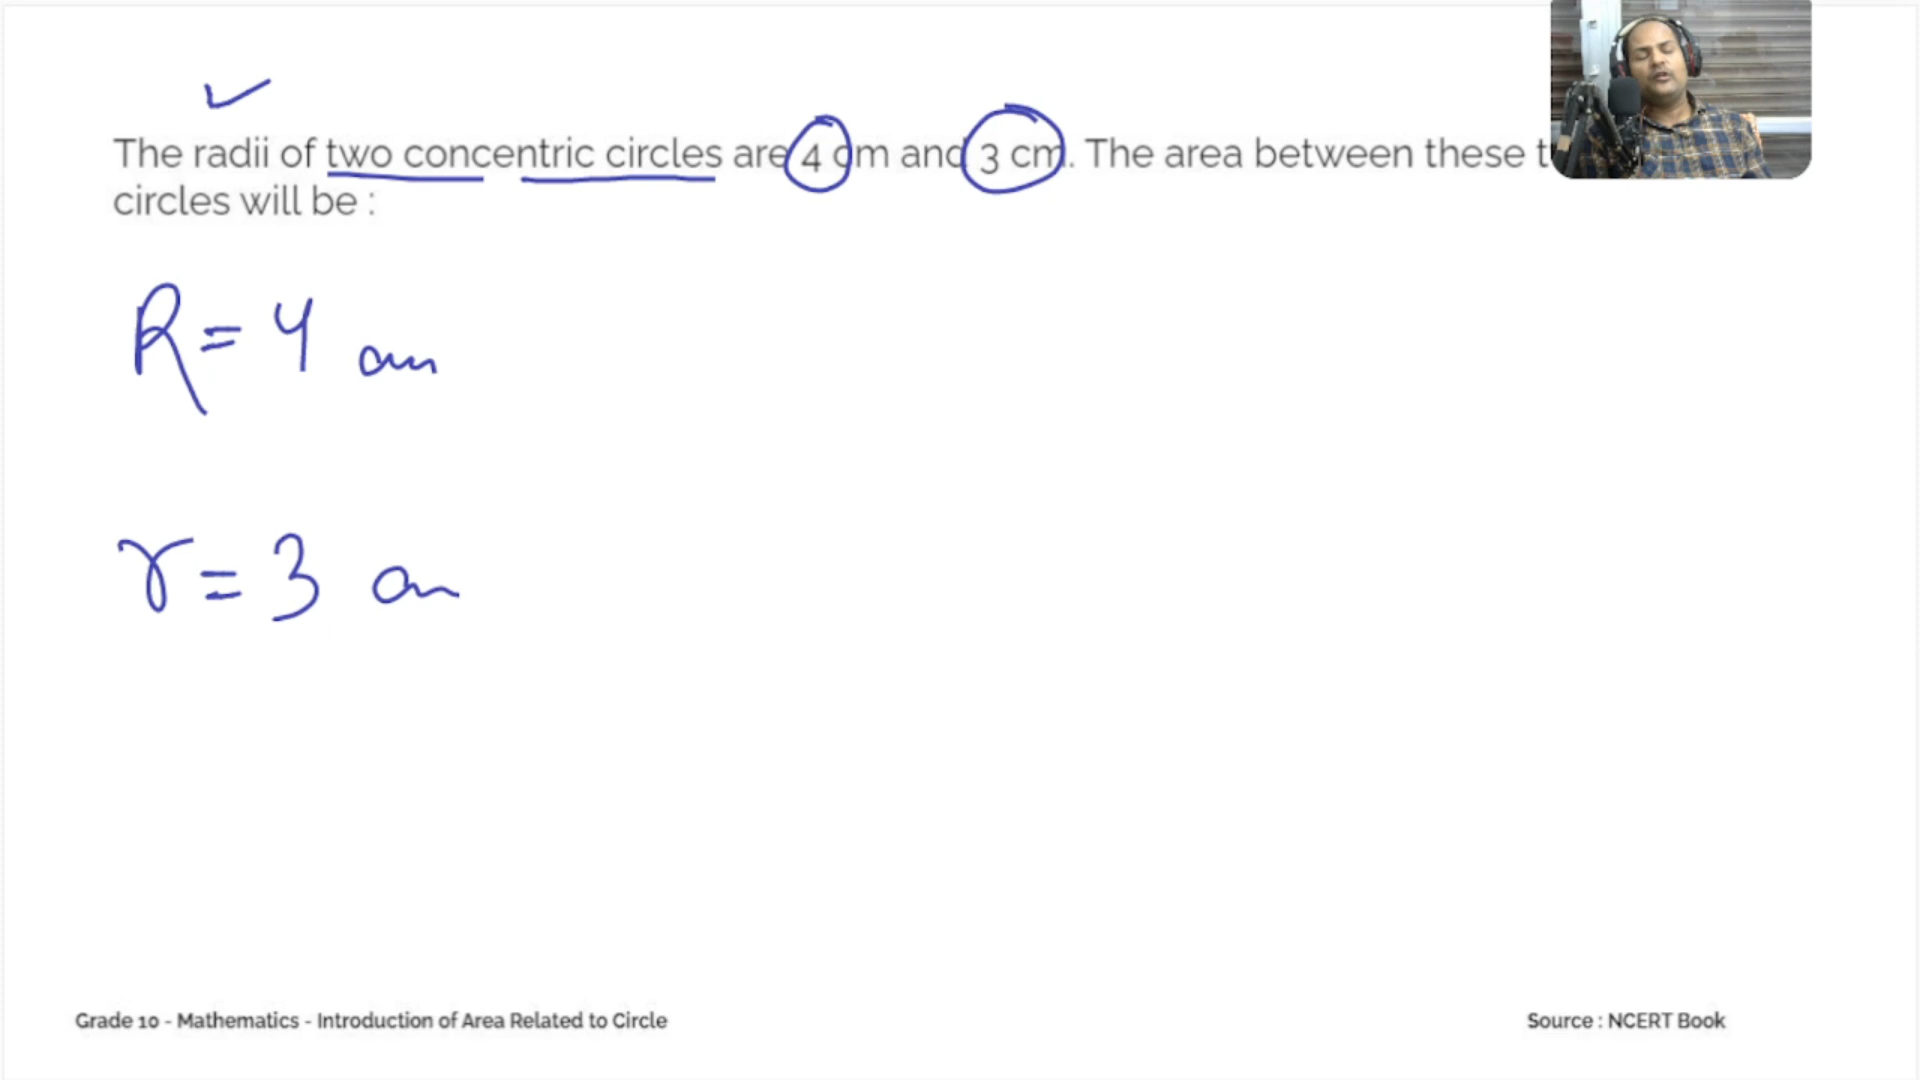 The radii of two concentric circles are 4 cm and 3 cm. The area between these
circles will be :
R = 4 cm
r = 3 cm
Grade 10 - Mathematics - Introduction of Area Related to Circle
Source : NCERT Book